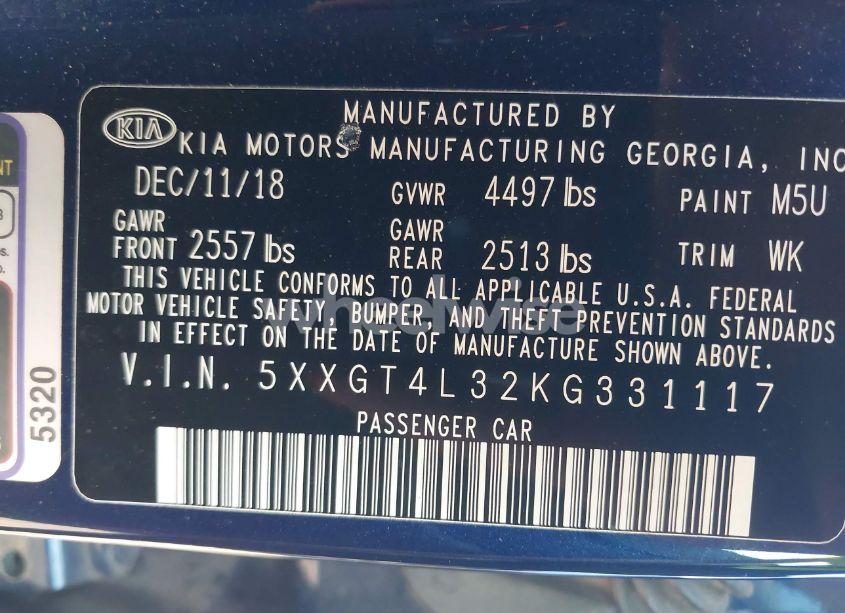 MANUFACTURED BY
KIA KIA MOTORS MANUFACTURING GEORGIA, INC
DEC/11/18 GVWR 4497 lbs PAINT M5U
GAWR FRONT 2557 lbs GAWR REAR 2513 lbs TRIM WK
THIS VEHICLE CONFORMS TO ALL APPLICABLE U.S.A. FEDERAL
MOTOR VEHICLE SAFETY, BUMPER, AND THEFT PREVENTION STANDARDS
IN EFFECT ON THE DATE OF MANUFACTURE SHOWN ABOVE.
V.I.N. 5XXGT4L32KG331117
PASSENGER CAR
5320
wheelwise